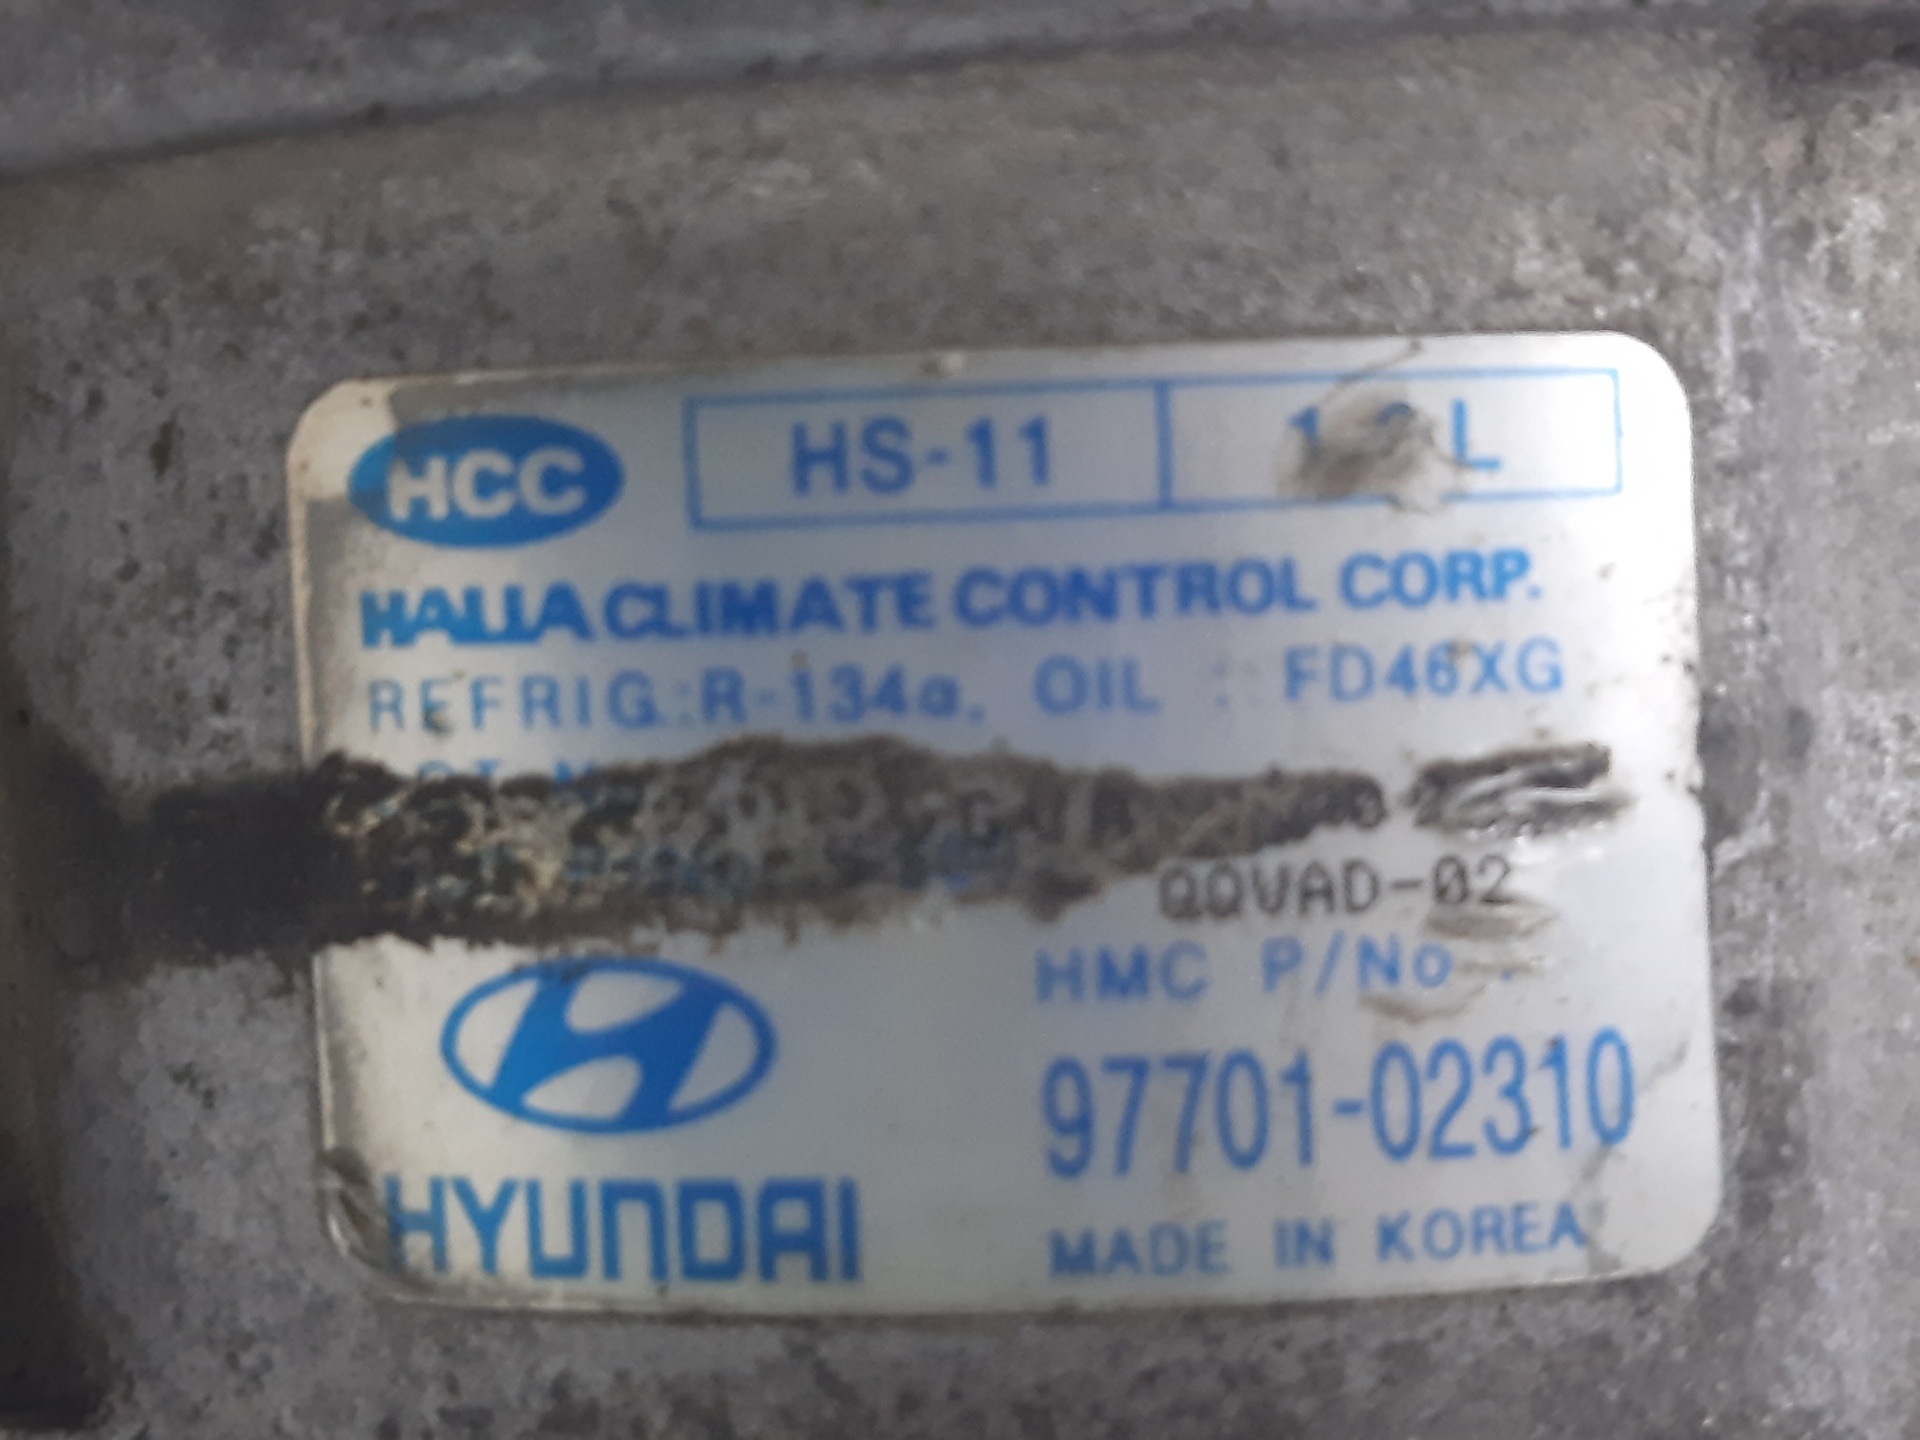 HCC HS-11 L
HALLA CLIMATE CONTROL CORP.
REFRIG.:R-134a. OIL : FD46XG
QQVAD-02
HMC P/No :
97701-02310
HYUNDAI
MADE IN KOREA